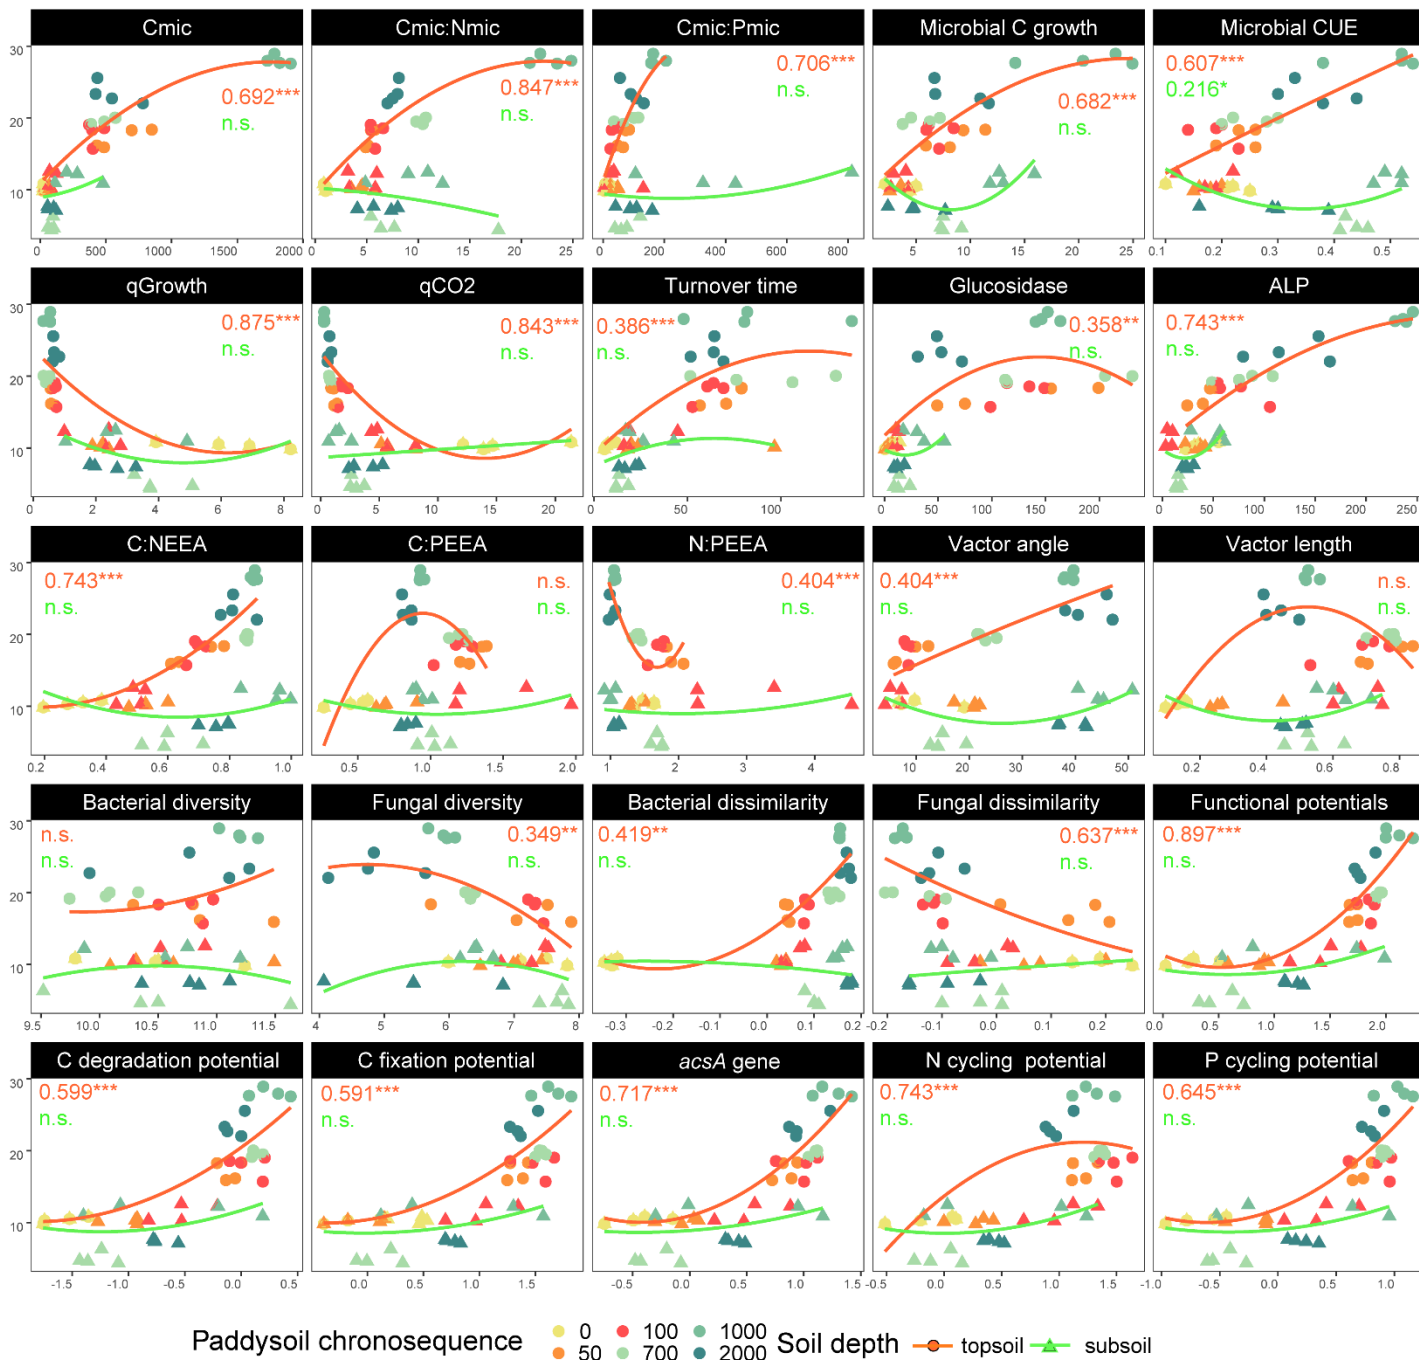 Cmic Cmic:Nmic Cmic:Pmic Microbial C growth Microbial CUE
30
20
10
0.692***
n.s.
0.847***
n.s.
0.706***
n.s.
0.682***
n.s.
0.607***
0.216*
0 500 1000 1500 2000 0 5 10 15 20 25 0 200 400 600 800 5 10 15 20 25 0.1 0.2 0.3 0.4 0.5
qGrowth qCO2 Turnover time Glucosidase ALP
30
20
10
0.875***
n.s.
0.843***
n.s.
0.386***
n.s.
0.358**
n.s.
0.743***
n.s.
0 2 4 6 8 0 5 10 15 20 50 100 0 50 100 150 200 0 50 100 150 200 250
C:NEEA C:PEEA N:PEEA Vactor angle Vactor length
30
20
10
0.743***
n.s.
n.s.
n.s.
0.404***
n.s.
0.404***
n.s.
n.s.
n.s.
0.2 0.4 0.6 0.8 1.0 0.5 1.0 1.5 2.0 1 2 3 4 10 20 30 40 50 0.2 0.4 0.6 0.8
Bacterial diversity Fungal diversity Bacterial dissimilarity Fungal dissimilarity Functional potentials
30
20
10
n.s.
n.s.
0.349**
n.s.
0.419**
n.s.
0.637***
n.s.
0.897***
n.s.
9.5 10.0 10.5 11.0 11.5 4 5 6 7 8 -0.3 -0.2 -0.1 0.0 0.1 0.2 -0.2 -0.1 0.0 0.1 0.2 0.0 0.5 1.0 1.5 2.0
C degradation potential C fixation potential acsA gene N cycling potential P cycling potential
30
20
10
0.599***
n.s.
0.591***
n.s.
0.717***
n.s.
0.743***
n.s.
0.645***
n.s.
-1.5 -1.0 -0.5 0.0 0.5 0.0 0.5 1.0 1.5 -0.5 0.0 0.5 1.0 1.5 -0.5 0.0 0.5 1.0 1.5 -1.0 -0.5 0.0 0.5 1.0
Paddysoil chronosequence 0 100 1000 Soil depth topsoil subsoil
50 700 2000